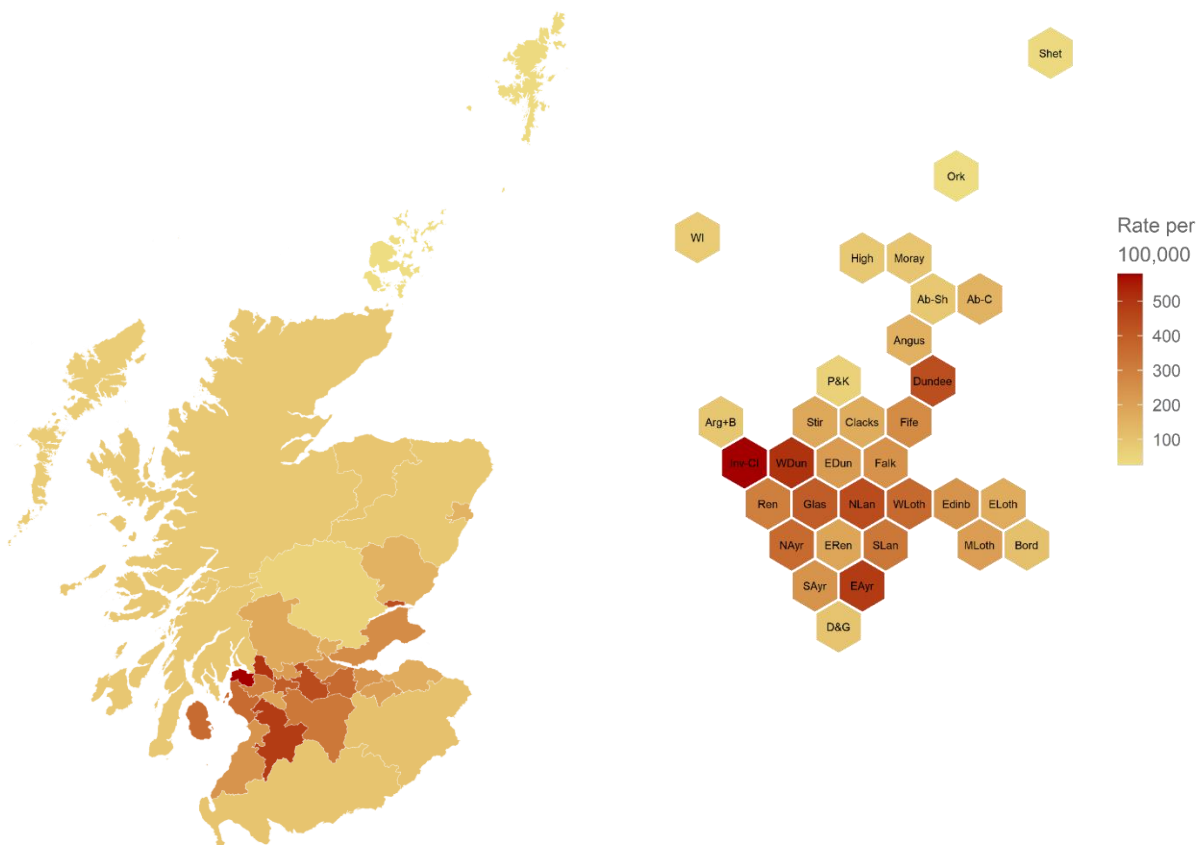 Shet
Ork
WI
High
Moray
Ab-Sh
Ab-C
Angus
P&K
Dundee
Arg+B
Stir
Clacks
Fife
Inv-Cl
WDun
EDun
Falk
Ren
Glas
NLan
WLoth
Edinb
ELoth
NAyr
ERen
SLan
MLoth
Bord
SAyr
EAyr
D&G
Rate per
100,000
500
400
300
200
100